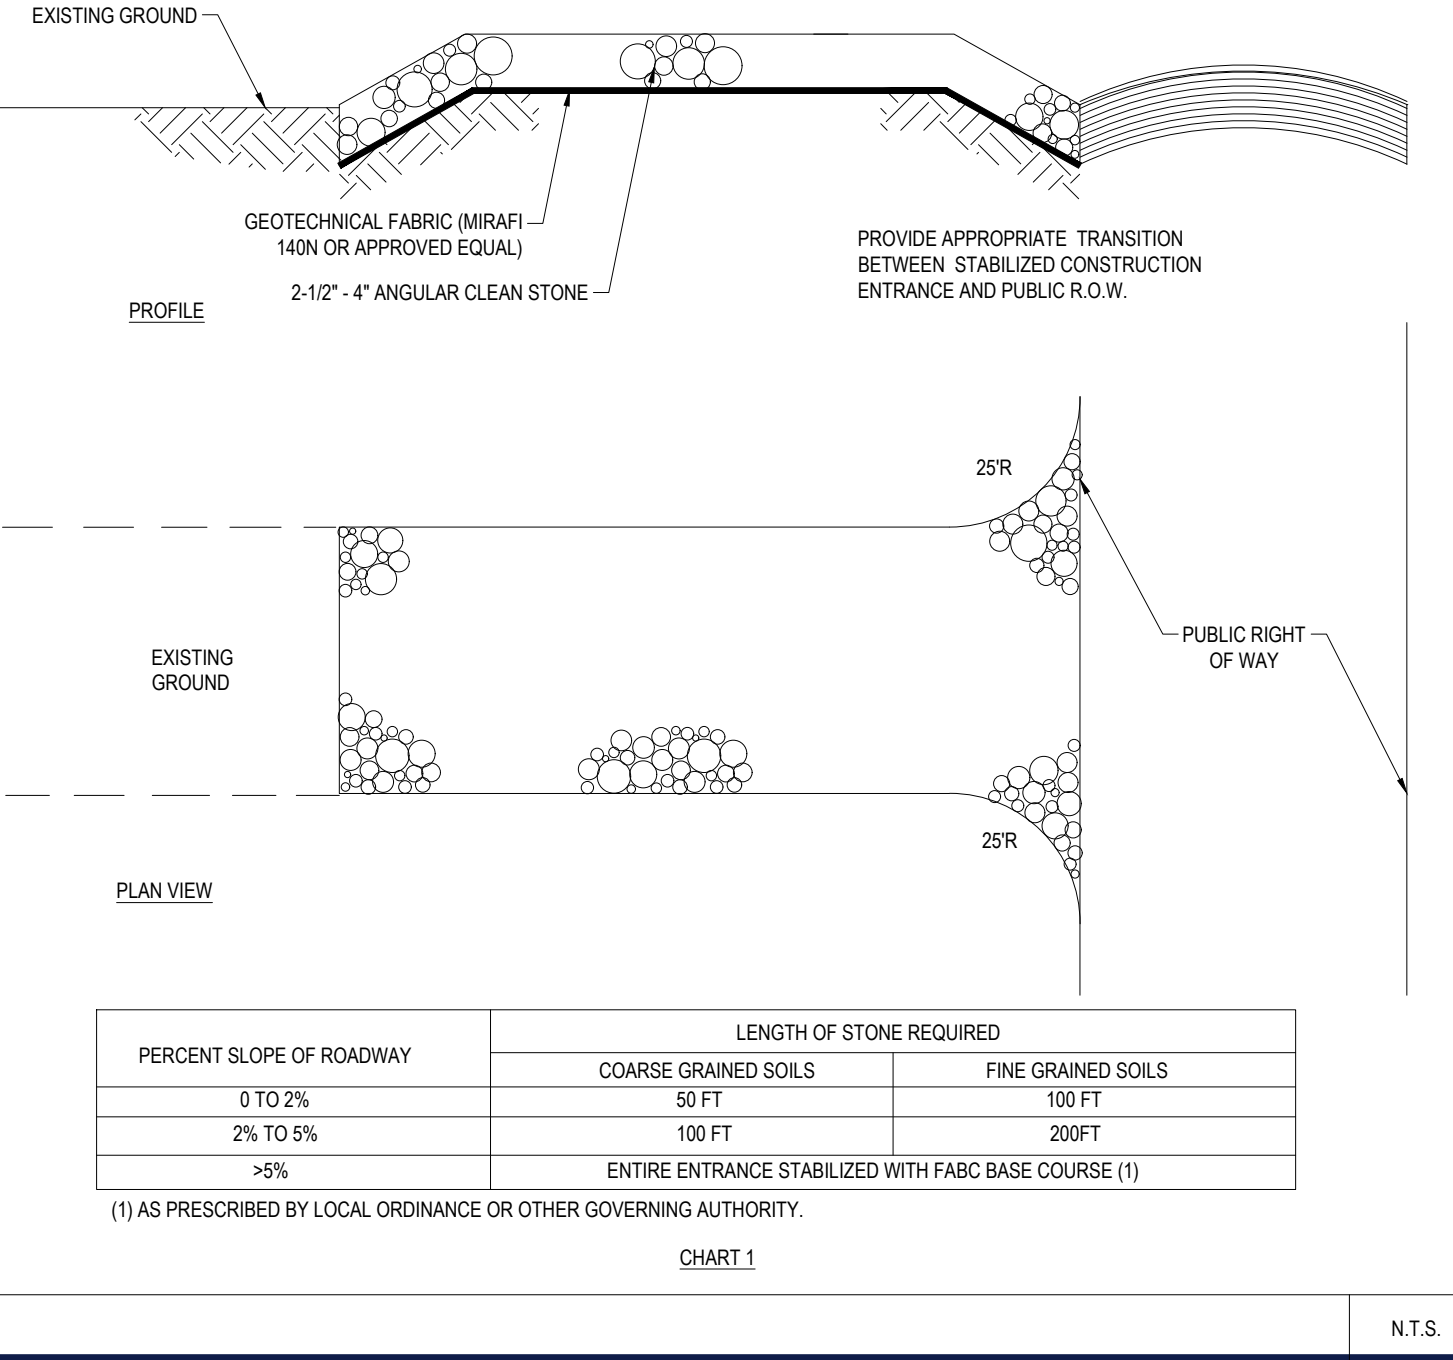 EXISTING GROUND
GEOTECHNICAL FABRIC (MIRAFI
140N OR APPROVED EQUAL)
2-1/2" - 4" ANGULAR CLEAN STONE
PROVIDE APPROPRIATE TRANSITION
BETWEEN STABILIZED CONSTRUCTION
ENTRANCE AND PUBLIC R.O.W.
PROFILE
25'R
PUBLIC RIGHT
OF WAY
EXISTING
GROUND
25'R
PLAN VIEW
PERCENT SLOPE OF ROADWAY
LENGTH OF STONE REQUIRED
COARSE GRAINED SOILS FINE GRAINED SOILS
0 TO 2% 50 FT 100 FT
2% TO 5% 100 FT 200FT
>5% ENTIRE ENTRANCE STABILIZED WITH FABC BASE COURSE (1)
(1) AS PRESCRIBED BY LOCAL ORDINANCE OR OTHER GOVERNING AUTHORITY.
CHART 1
N.T.S.